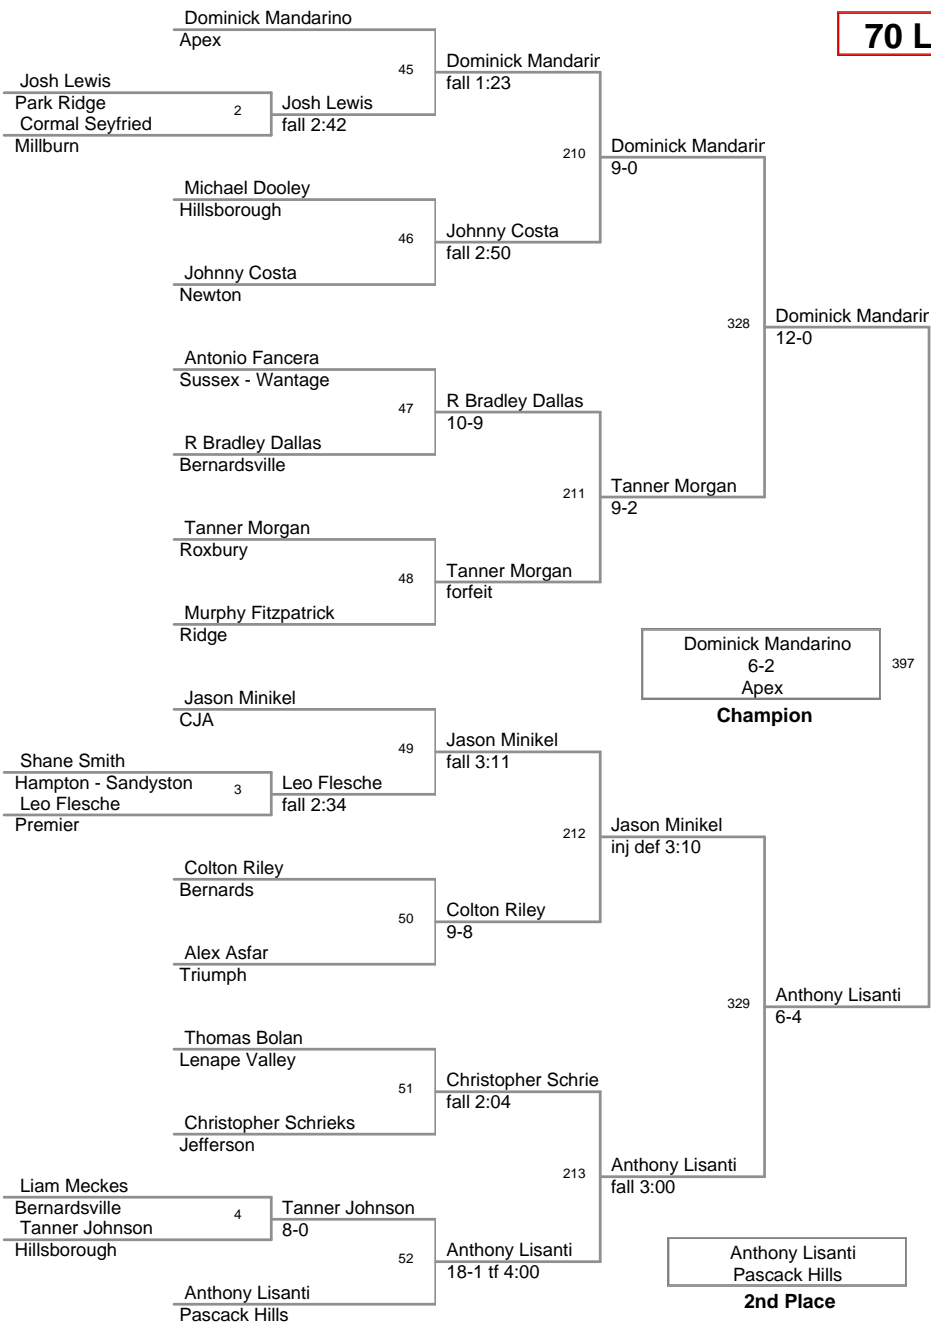 Dominick Mandarino
Apex
70 L
45
Dominick Mandarir
fall 1:23
Josh Lewis
Park Ridge
2
Josh Lewis
fall 2:42
Cormal Seyfried
Millburn
210
Dominick Mandarir
9-0
Michael Dooley
Hillsborough
46
Johnny Costa
fall 2:50
Johnny Costa
Newton
328
Dominick Mandarir
12-0
Antonio Fancera
Sussex - Wantage
47
R Bradley Dallas
10-9
R Bradley Dallas
Bernardsville
211
Tanner Morgan
9-2
Tanner Morgan
Roxbury
48
Tanner Morgan
forfeit
Murphy Fitzpatrick
Ridge
Dominick Mandarino
6-2
Apex
397
Champion
Jason Minikel
CJA
49
Jason Minikel
fall 3:11
Shane Smith
Hampton - Sandyston
3
Leo Flesche
fall 2:34
Leo Flesche
Premier
212
Jason Minikel
inj def 3:10
Colton Riley
Bernards
50
Colton Riley
9-8
Alex Asfar
Triumph
329
Anthony Lisanti
6-4
Thomas Bolan
Lenape Valley
51
Christopher Schrie
fall 2:04
Christopher Schrieks
Jefferson
213
Anthony Lisanti
fall 3:00
Liam Meckes
Bernardsville
4
Tanner Johnson
8-0
Tanner Johnson
Hillsborough
52
Anthony Lisanti
18-1 tf 4:00
Anthony Lisanti
Pascack Hills
Anthony Lisanti
Pascack Hills
2nd Place